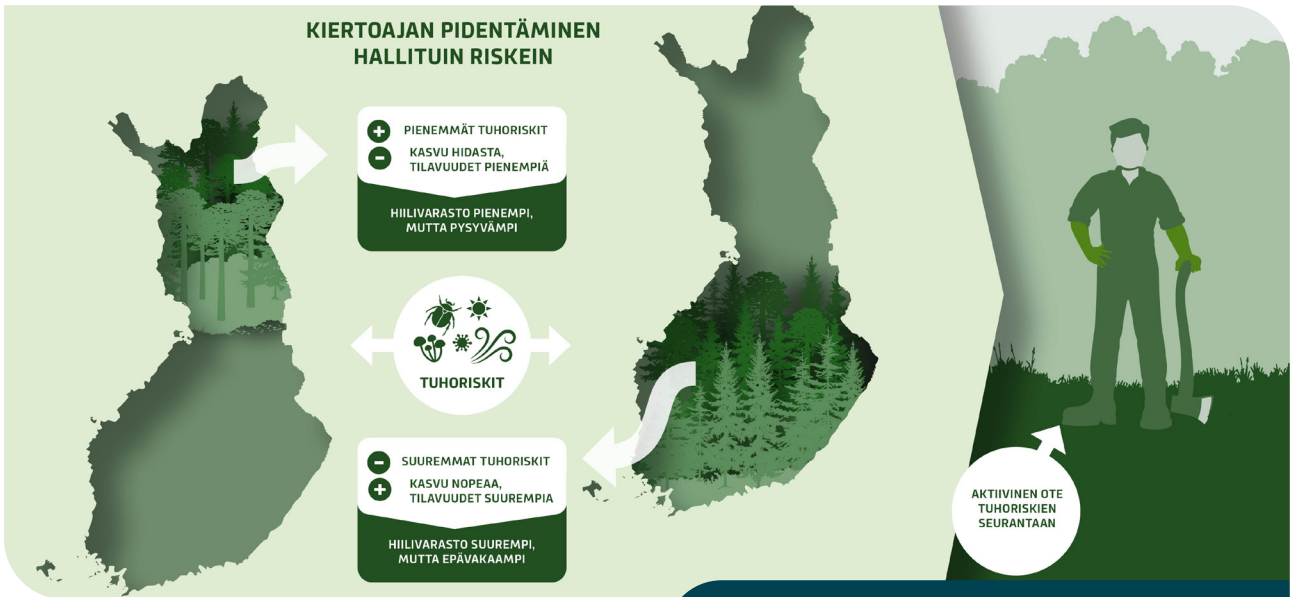 KIERTOAJAN PIDENTÄMINEN
HALLITUIN RISKEIN
PIENEMMÄT TUHORISKIT
KASVU HIDASTA,
TILAVUUDET PIENEMPIÄ
HIILIVARASTO PIENEMPI,
MUTTA PYSYVÄMPI
TUHORISKIT
SUUREMMAT TUHORISKIT
KASVU NOPEAA,
TILAVUUDET SUUREMPIA
HIILIVARASTO SUUREMPI,
MUTTA EPÄVAKAAMPI
AKTIIVINEN OTE
TUHORISKIEN
SEURANTAAN